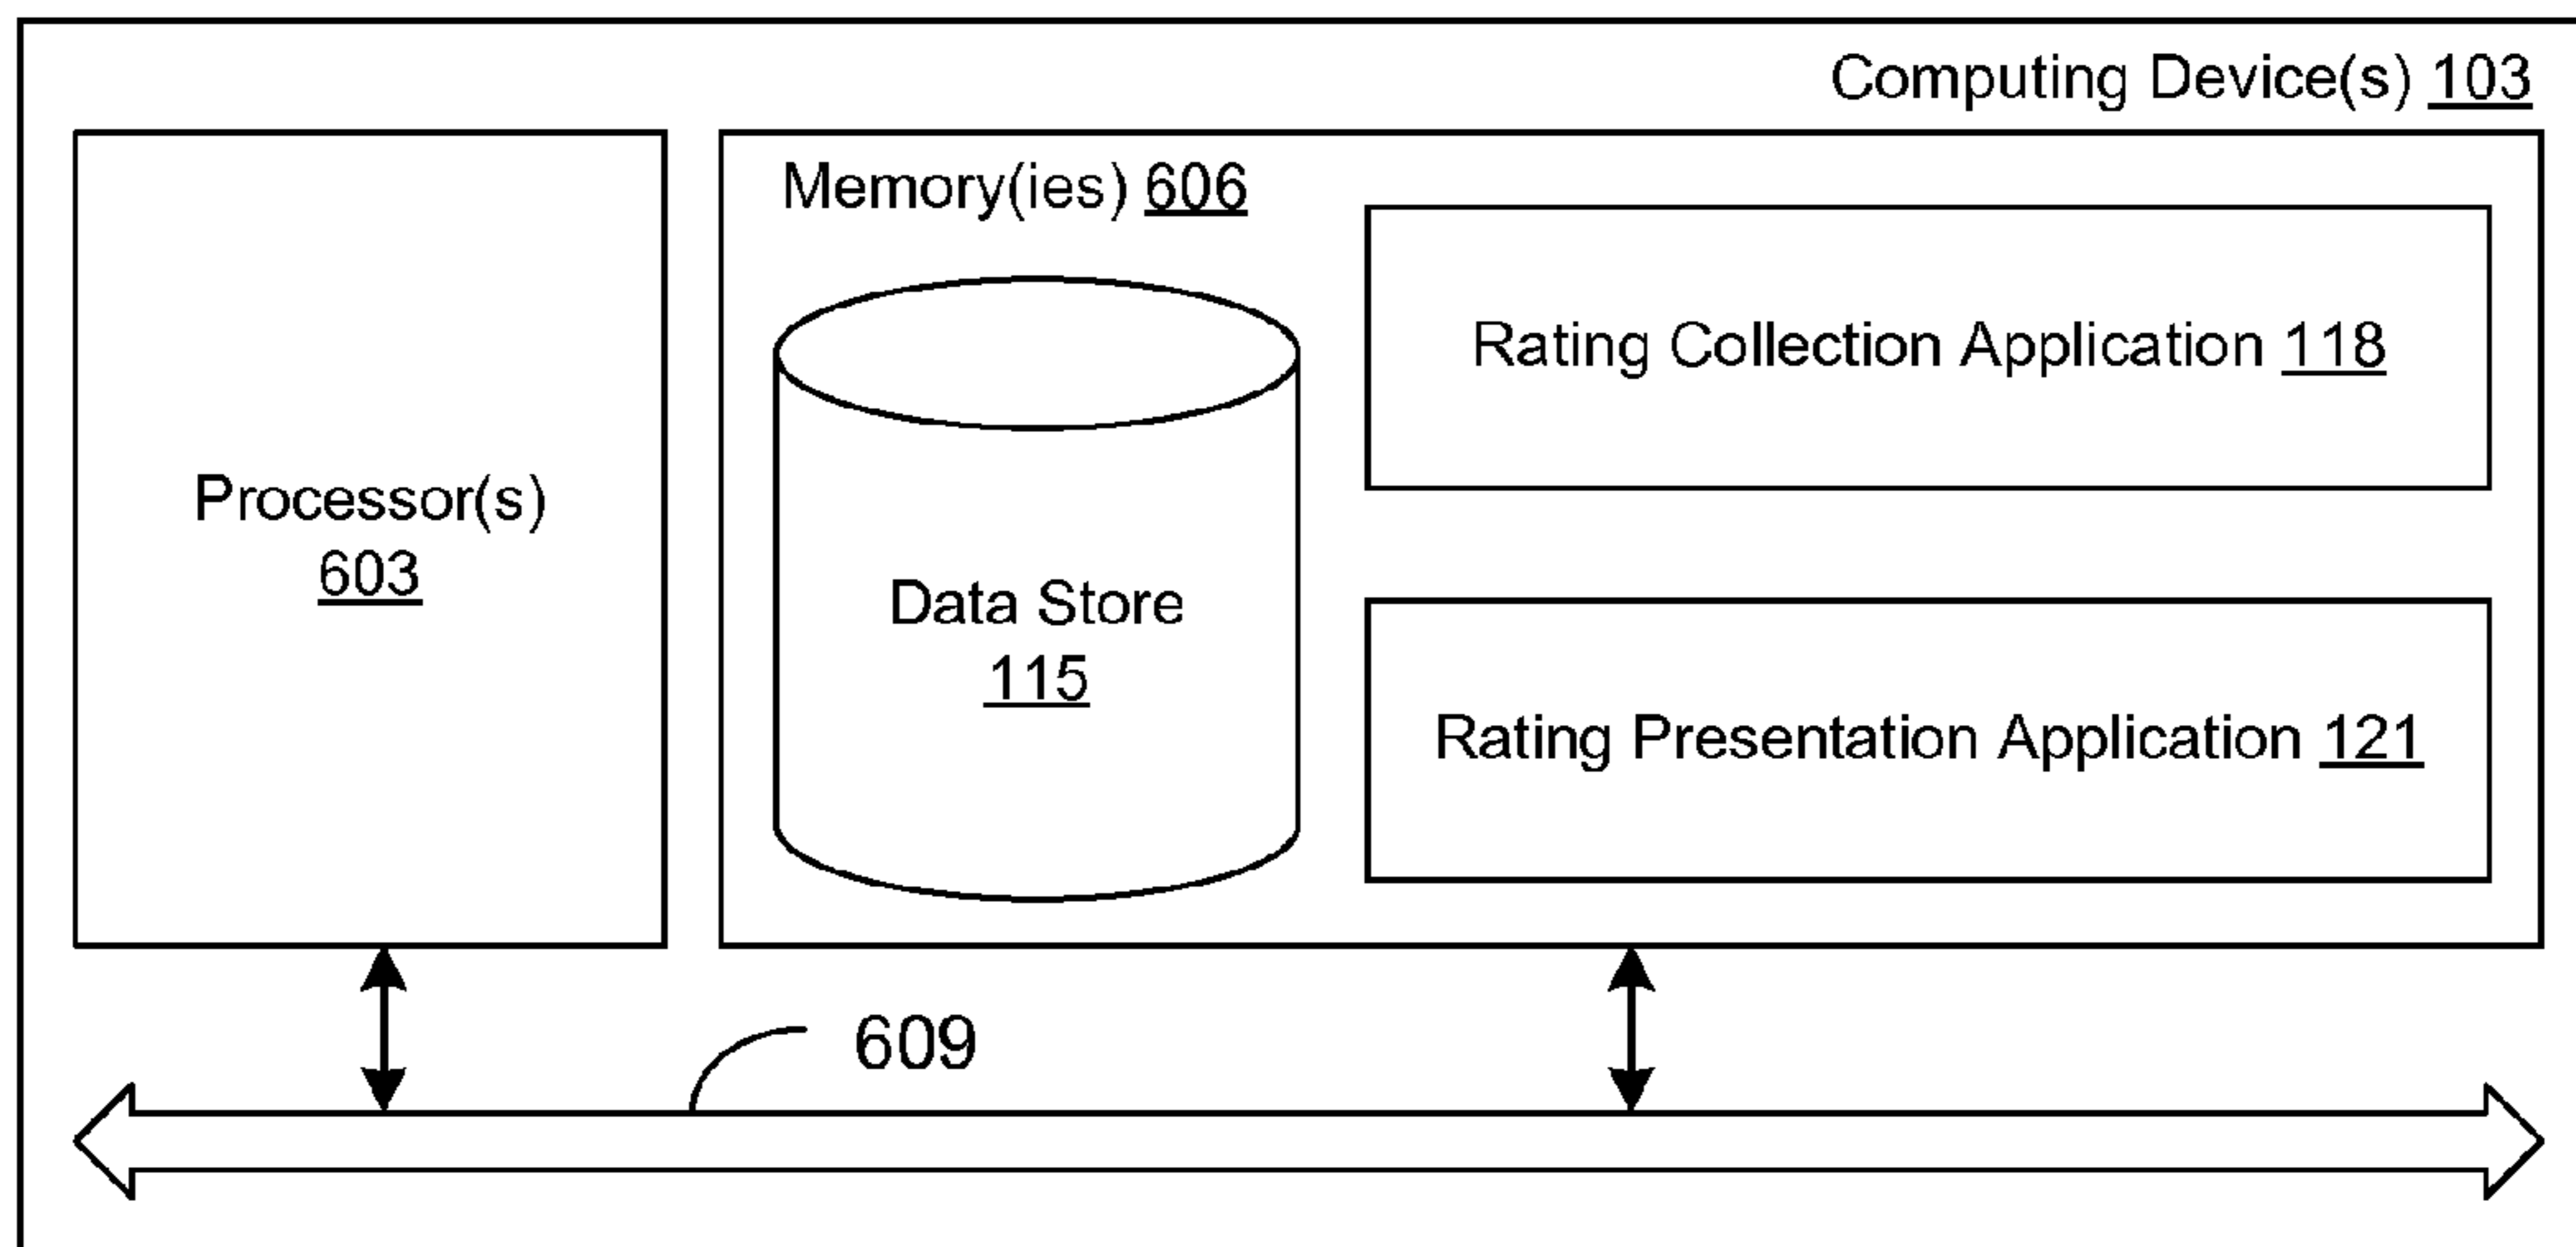 Computing Device(s) 103
Memory(ies) 606
Rating Collection Application 118
Processor(s)
603
Data Store
115
Rating Presentation Application 121
609